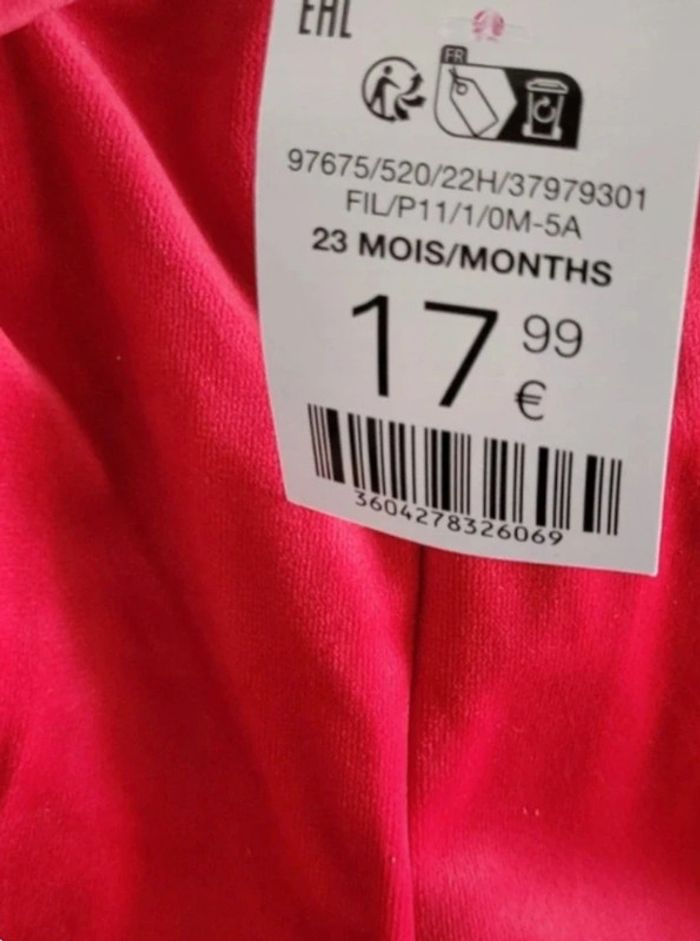 EAC
FR
97675/520/22H/37979301
FIL/P11/1/0M-5A
23 MOIS/MONTHS
17 99
€
3604278326069